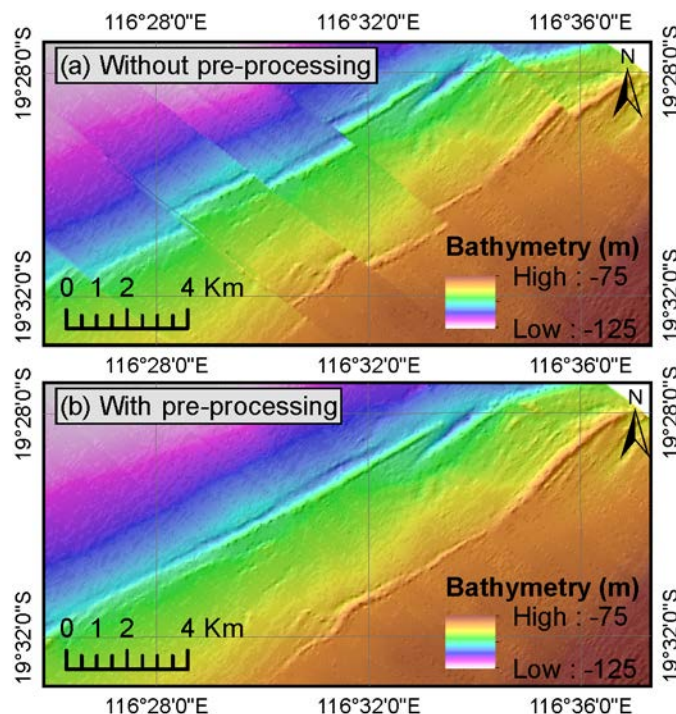 116°28'0"E 116°32'0"E 116°36'0"E
(a) Without pre-processing
N
19°28'0"S 19°28'0"S
Bathymetry (m)
High : -75
Low : -125
0 1 2 4 Km
19°32'0"S 19°32'0"S
116°28'0"E 116°32'0"E 116°36'0"E
(b) With pre-processing
N
19°28'0"S 19°28'0"S
Bathymetry (m)
High : -75
Low : -125
0 1 2 4 Km
19°32'0"S 19°32'0"S
116°28'0"E 116°32'0"E 116°36'0"E